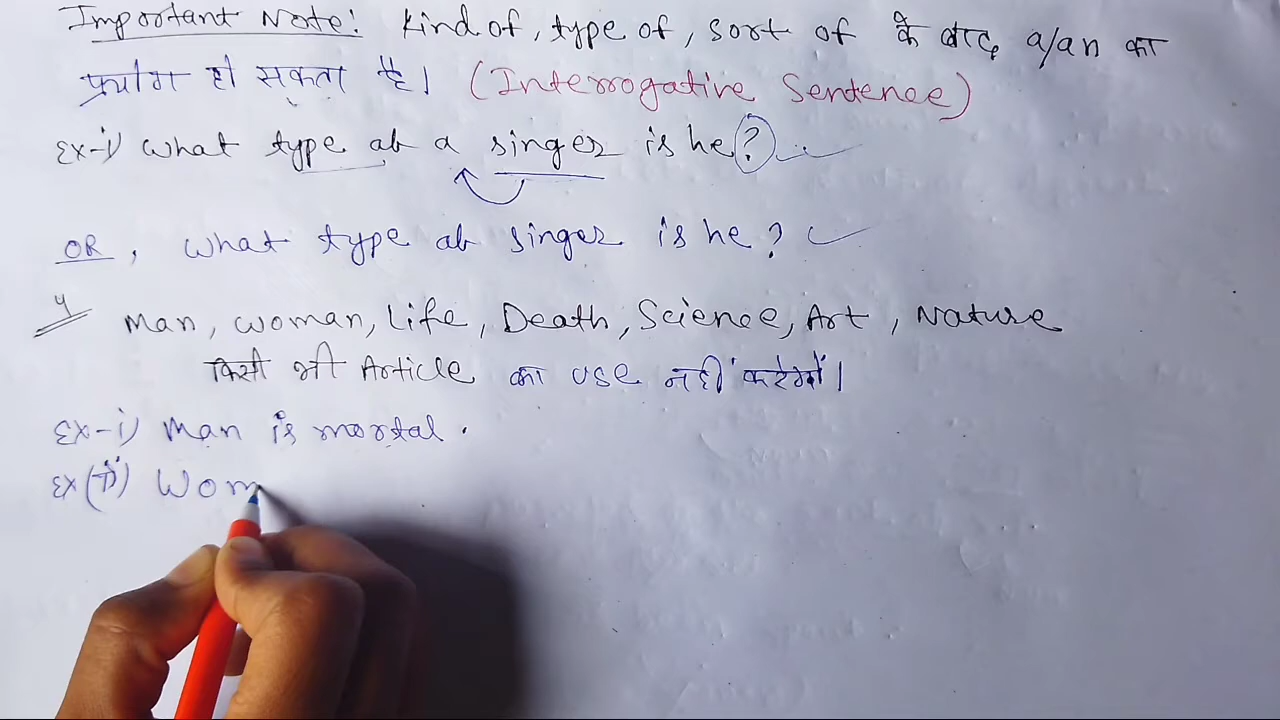 Important Note: Kind of, type of, sort of के बाद a/an का
प्रयोग हो सकता है। (Interrogative Sentence)
Ex-i) What type of a singer is he?
OR, What type of singer is he?
4 Man, Woman, Life, Death, Science, Art, Nature
किसी भी Article का use नहीं करेगों।
Ex-i) Man is mortal.
Ex(ii) Wom